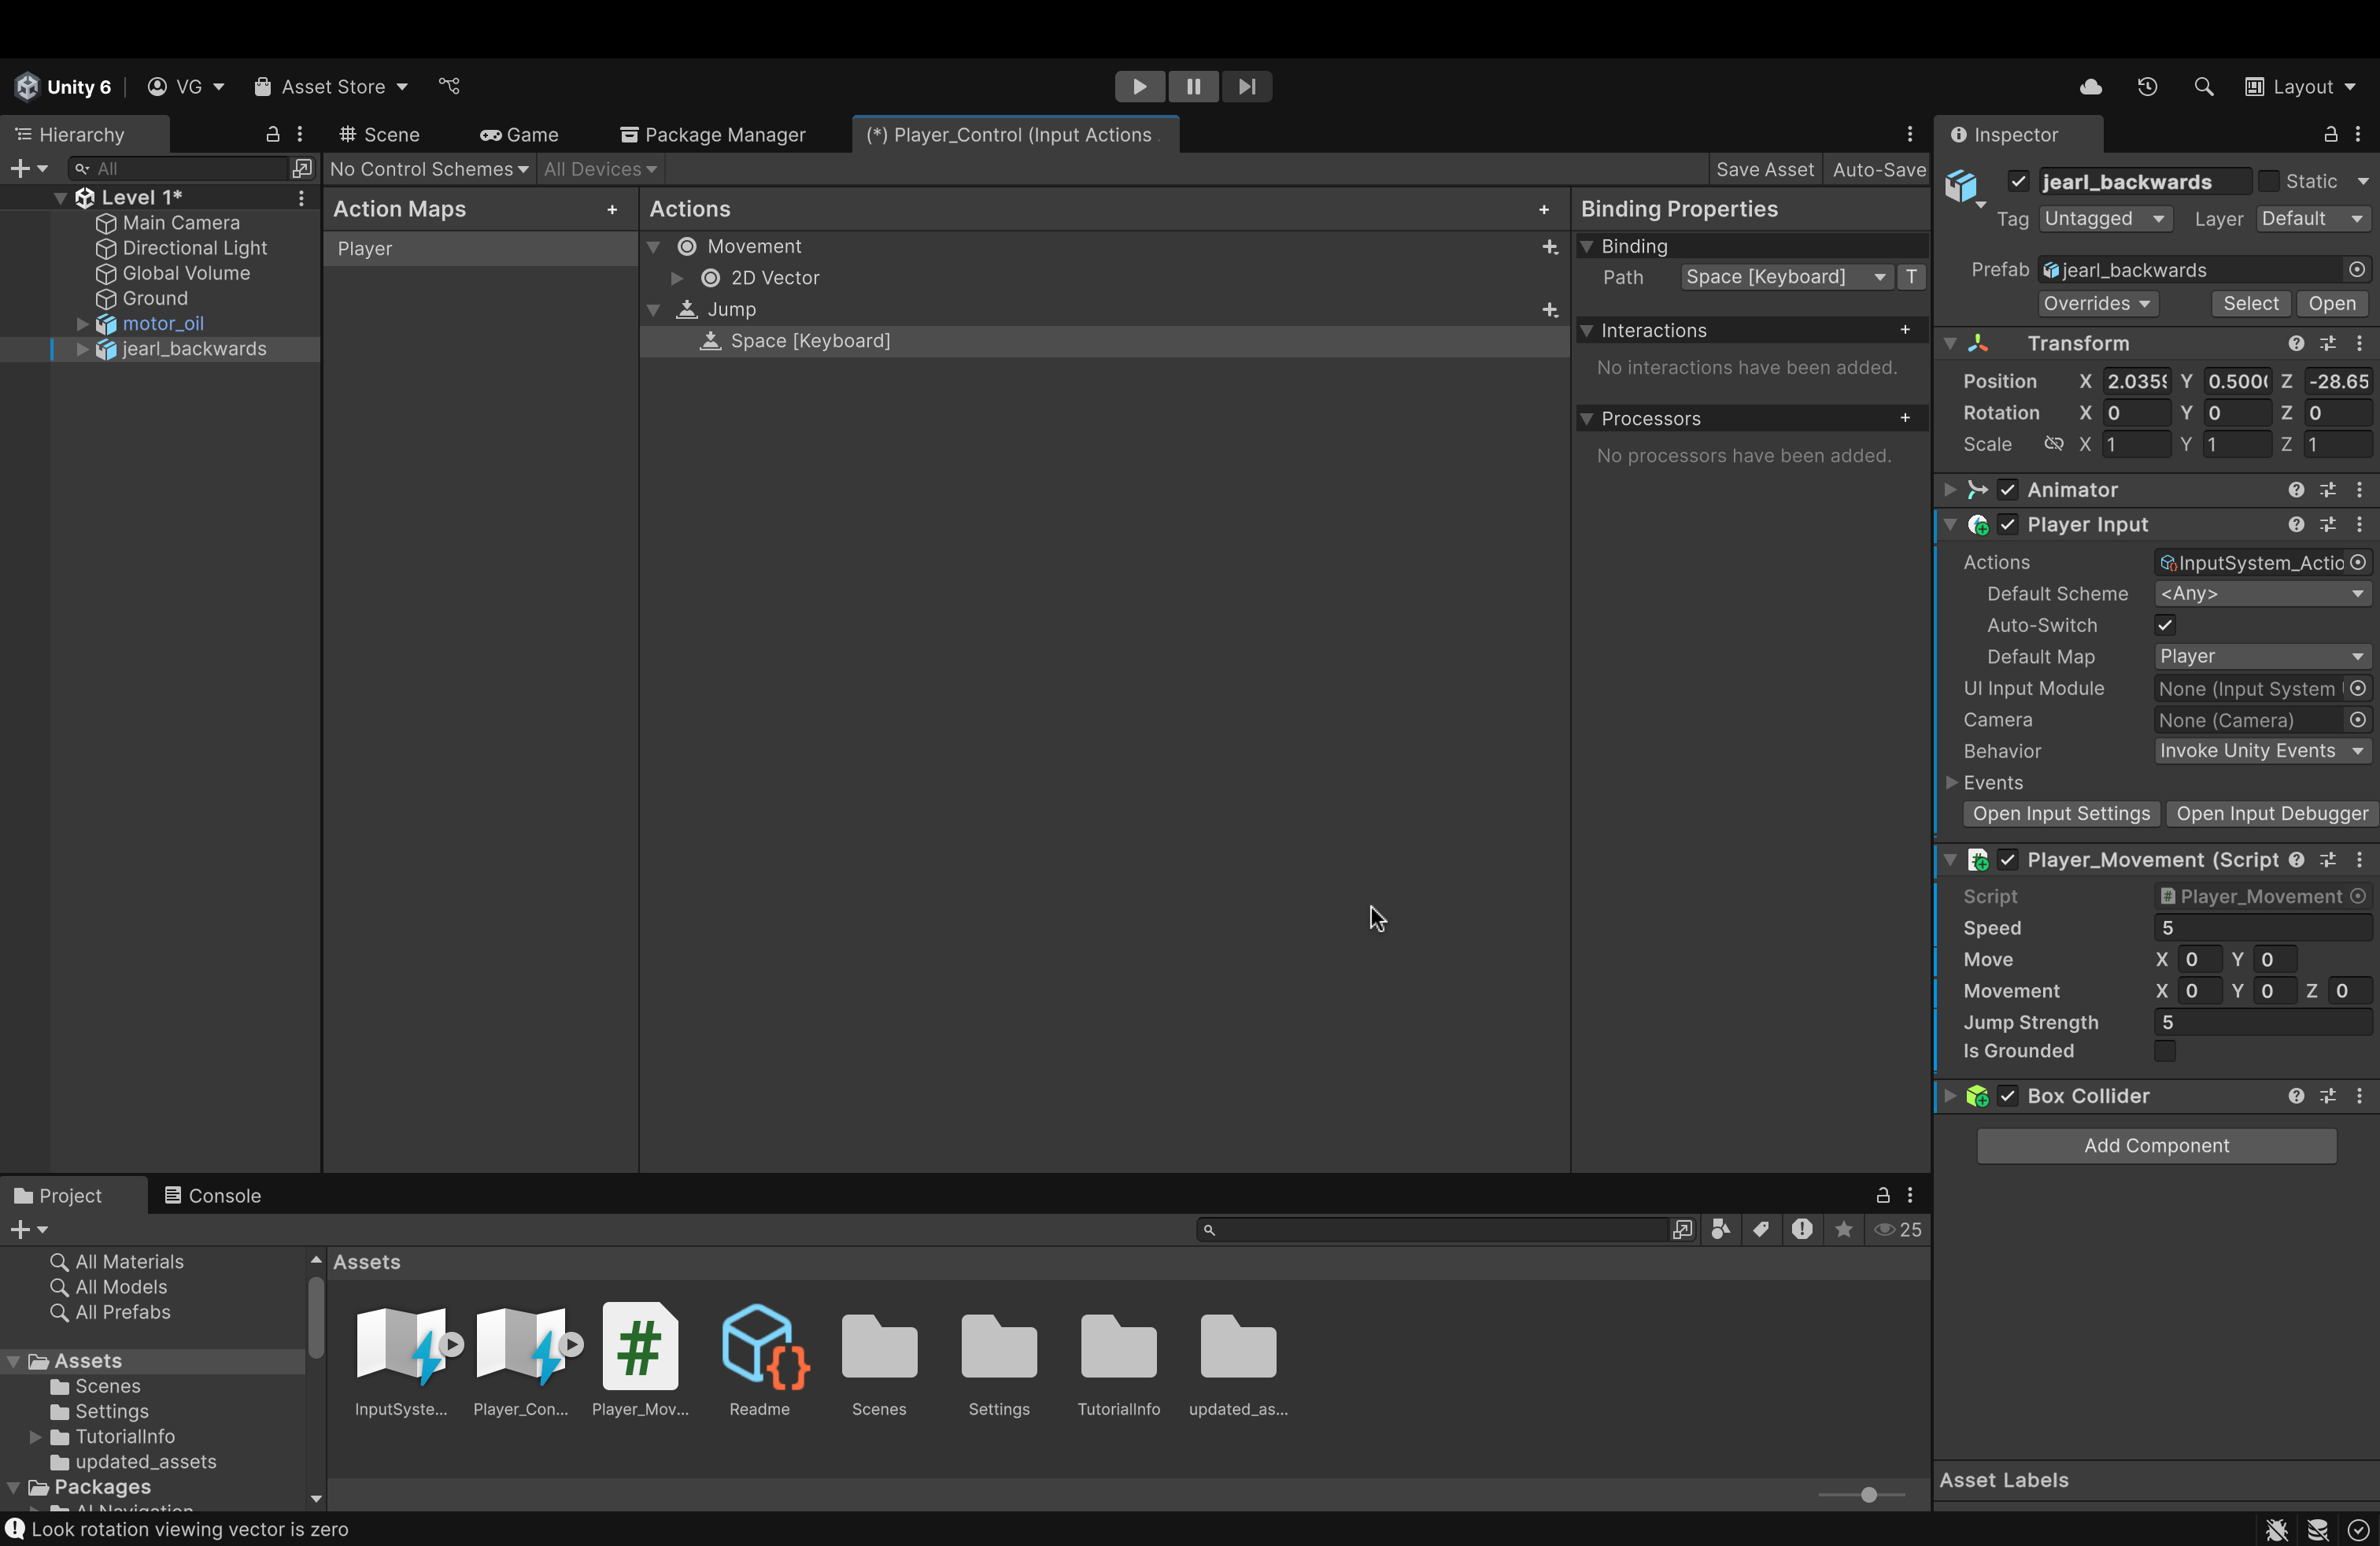 Unity 6
VG
Asset Store
Layout
Hierarchy
Scene
Game
Package Manager
(*) Player_Control (Input Actions
Inspector
All
No Control Schemes
All Devices
Save Asset
Auto-Save
Level 1*
Main Camera
Directional Light
Global Volume
Ground
motor_oil
jearl_backwards
Action Maps
+
Player
Actions
+
Movement
2D Vector
Jump
Space [Keyboard]
Binding Properties
Binding
Path
Space [Keyboard]
T
Interactions
+
No interactions have been added.
Processors
+
No processors have been added.
jearl_backwards
Static
Tag
Untagged
Layer
Default
Prefab
jearl_backwards
Overrides
Select
Open
Transform
Position X 2.0359 Y 0.500 Z -28.65
Rotation X 0 Y 0 Z 0
Scale X 1 Y 1 Z 1
Animator
Player Input
Actions InputSystem_Actio
Default Scheme <Any>
Auto-Switch
Default Map Player
UI Input Module None (Input System
Camera None (Camera)
Behavior Invoke Unity Events
Events
Open Input Settings
Open Input Debugger
Player_Movement (Script
Script # Player_Movement
Speed 5
Move X 0 Y 0
Movement X 0 Y 0 Z 0
Jump Strength 5
Is Grounded
Box Collider
Add Component
Asset Labels
Project
Console
25
All Materials
All Models
All Prefabs
Assets
Scenes
Settings
TutorialInfo
updated_assets
Packages
AI Navigation
Assets
InputSyste...
Player_Con...
#
Player_Mov...
{}
Readme
Scenes
Settings
TutorialInfo
updated_as...
Look rotation viewing vector is zero